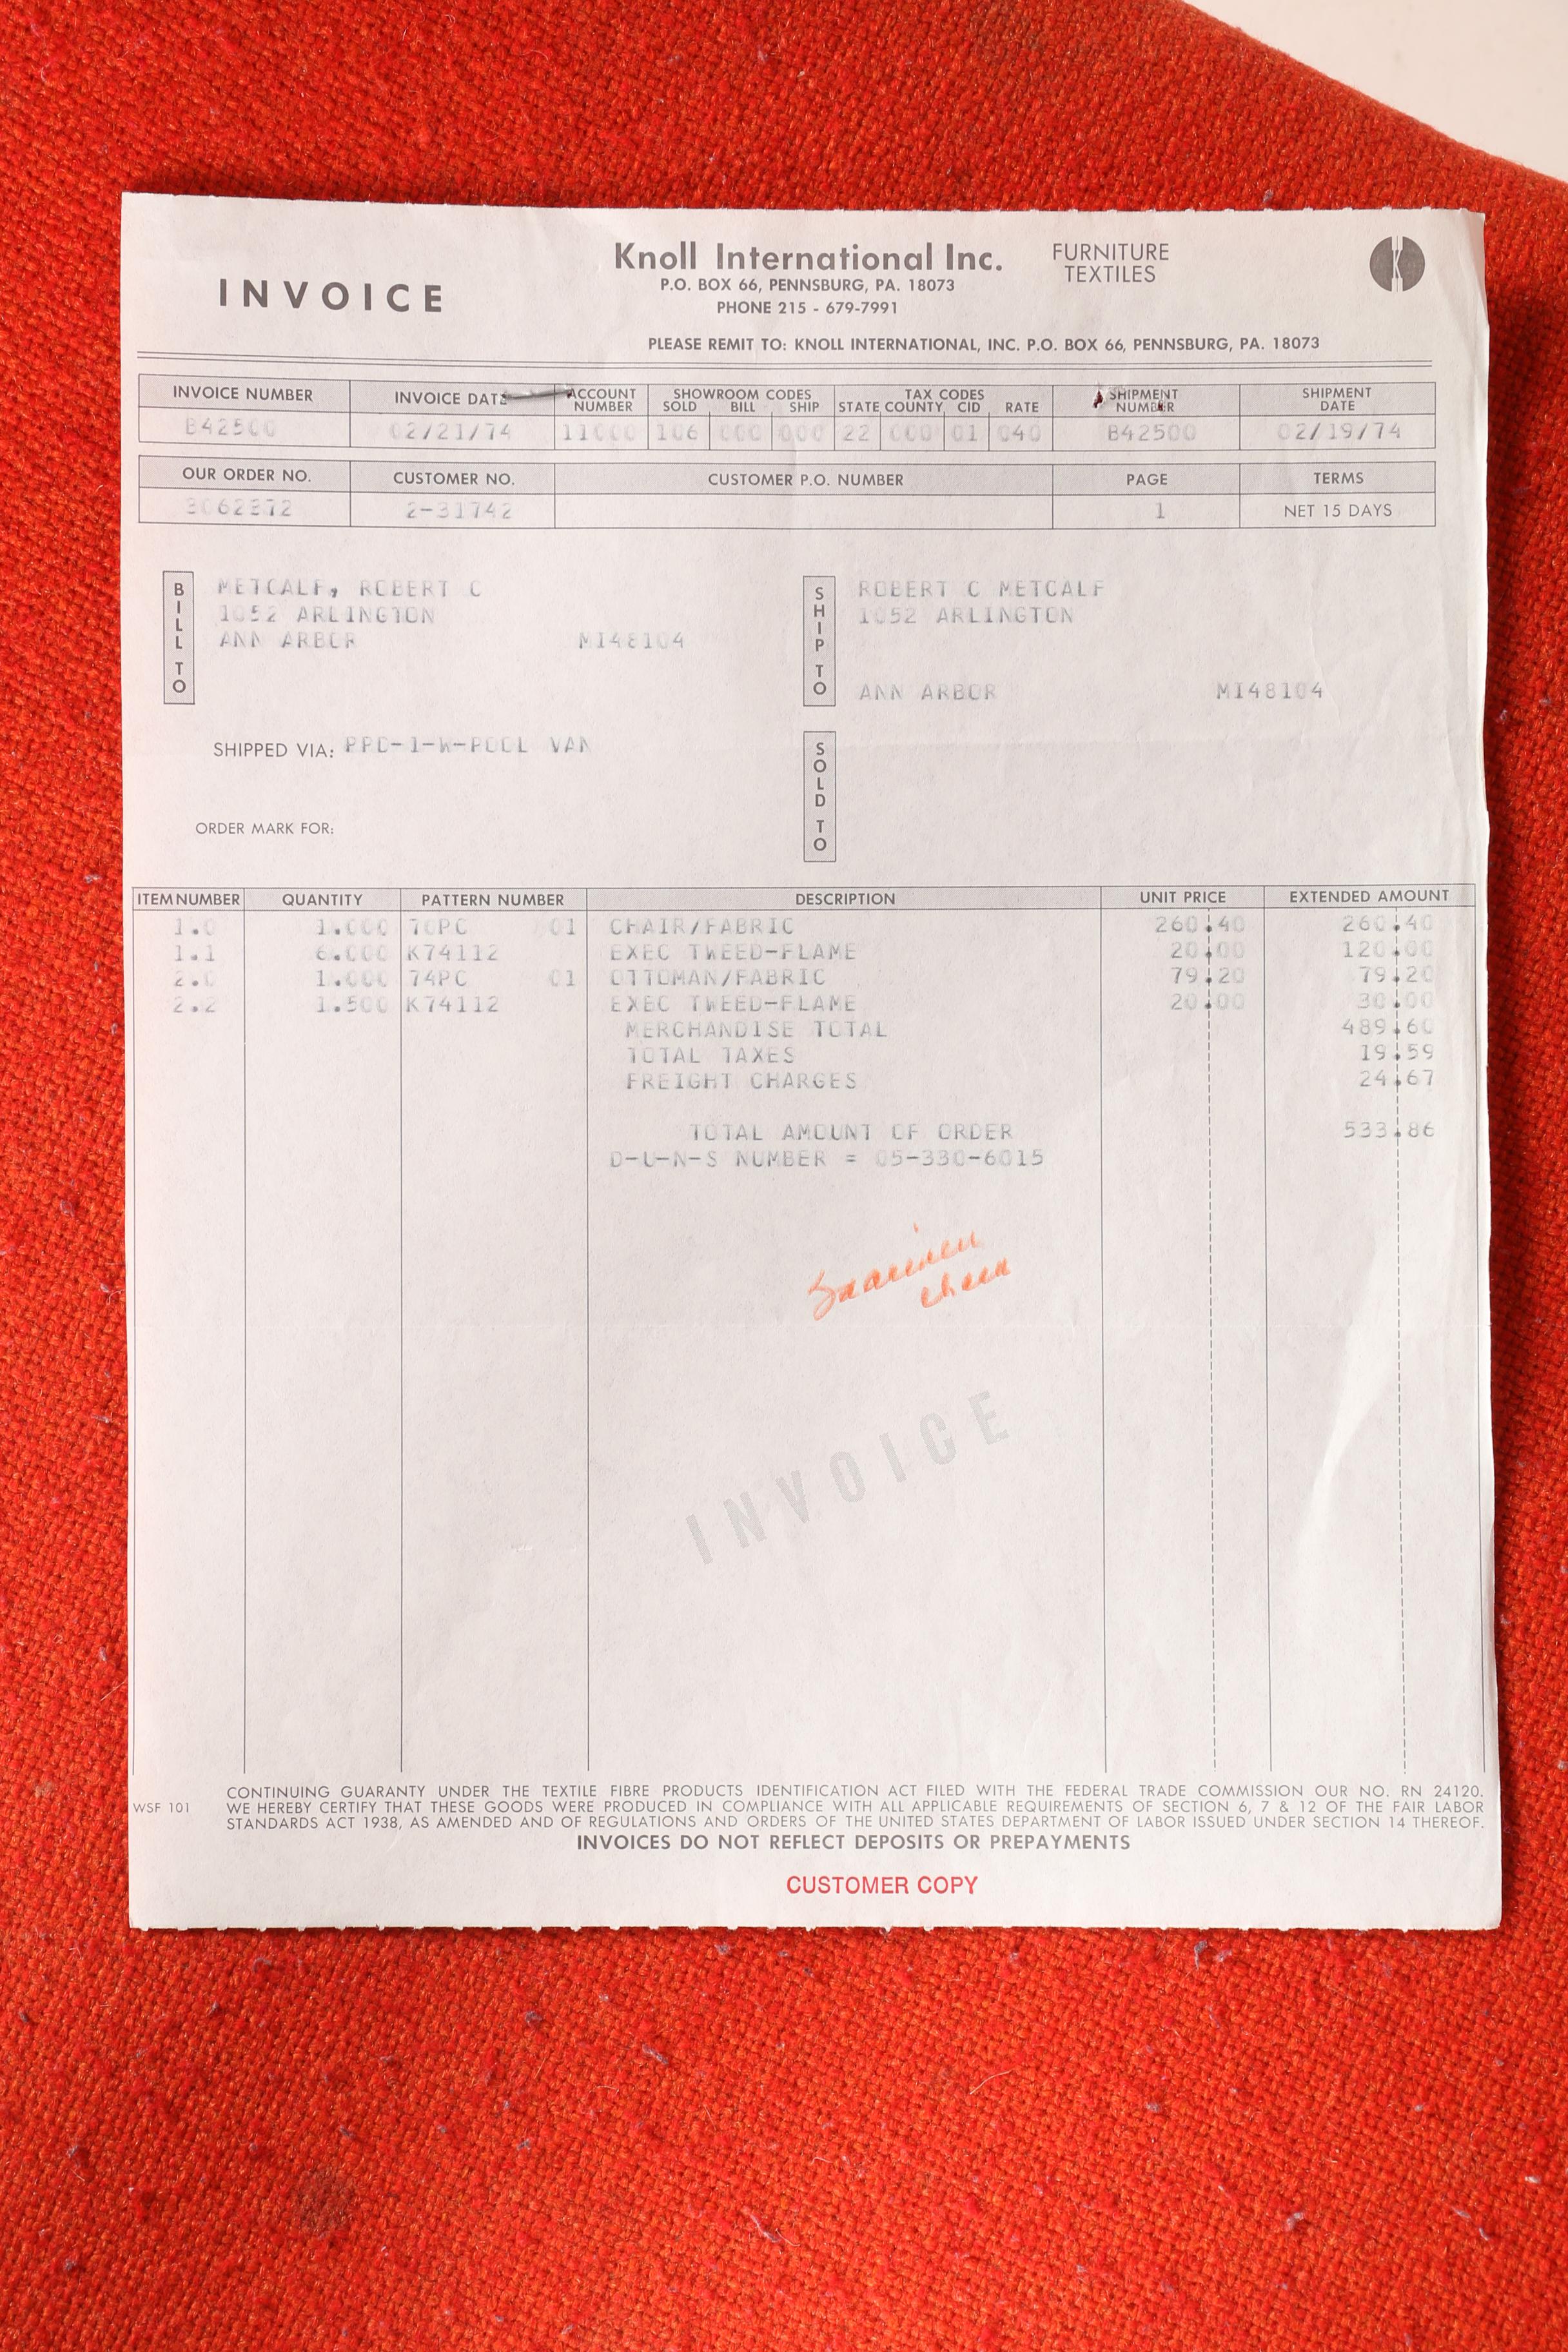 INVOICE
Knoll International Inc.
P.O. BOX 66, PENNSBURG, PA. 18073
PHONE 215 - 679-7991
FURNITURE
TEXTILES
K
PLEASE REMIT TO: KNOLL INTERNATIONAL, INC. P.O. BOX 66, PENNSBURG, PA. 18073
INVOICE NUMBER INVOICE DATE ACCOUNT NUMBER SHOWROOM CODES SOLD BILL SHIP TAX CODES STATE COUNTY CID RATE SHIPMENT NUMBER SHIPMENT DATE
B42500 02/21/74 11000 106 000 000 22 000 01 040 B42500 02/19/74
OUR ORDER NO. CUSTOMER NO. CUSTOMER P.O. NUMBER PAGE TERMS
2-31742 1 NET 15 DAYS
BILL TO
METCALF, ROBERT C
1052 ARLINGTON
ANN ARBOR MI48104
SHIP TO
ROBERT C METCALF
1052 ARLINGTON
ANN ARBOR MI48104
SHIPPED VIA: PPD-1-W-POOL VAN
SOLD TO
ORDER MARK FOR:
ITEM NUMBER QUANTITY PATTERN NUMBER DESCRIPTION UNIT PRICE EXTENDED AMOUNT
1.0 1.000 70PC 01 CHAIR/FABRIC 260.40 260.40
1.1 6.000 K74112 EXEC TWEED-FLAME 20.00 120.00
2.0 1.000 74PC 01 OTTOMAN/FABRIC 79.20 79.20
2.2 1.500 K74112 EXEC TWEED-FLAME 20.00 30.00
MERCHANDISE TOTAL 489.60
TOTAL TAXES 19.59
FREIGHT CHARGES 24.67
TOTAL AMOUNT OF ORDER 533.86
D-U-N-S NUMBER = 05-330-6015
Saarinen
INVOICE
CONTINUING GUARANTY UNDER THE TEXTILE FIBRE PRODUCTS IDENTIFICATION ACT FILED WITH THE FEDERAL TRADE COMMISSION OUR NO. RN 24120.
WSF 101 WE HEREBY CERTIFY THAT THESE GOODS WERE PRODUCED IN COMPLIANCE WITH ALL APPLICABLE REQUIREMENTS OF SECTION 6, 7 & 12 OF THE FAIR LABOR
STANDARDS ACT 1938, AS AMENDED AND OF REGULATIONS AND ORDERS OF THE UNITED STATES DEPARTMENT OF LABOR ISSUED UNDER SECTION 14 THEREOF.
INVOICES DO NOT REFLECT DEPOSITS OR PREPAYMENTS
CUSTOMER COPY